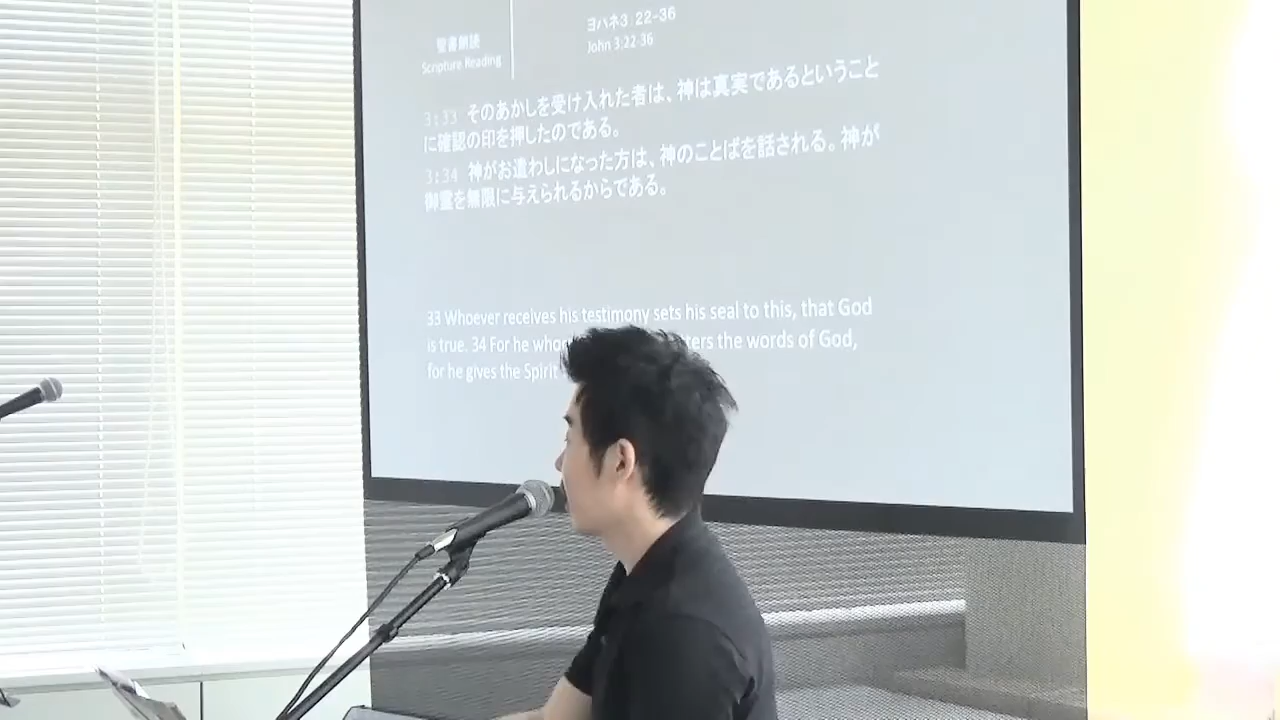 聖書朗読
Scripture Reading
ヨハネ3 22-36
John 3:22-36
3:33 そのあかしを受け入れた者は、神は真実であるということ
に確認の印を押したのである。
3:34 神がお遣わしになった方は、神のことばを話される。神が
御霊を無限に与えられるからである。
33 Whoever receives his testimony sets his seal to this, that God
is true. 34 For he the words of God,
for he gives the Spirit